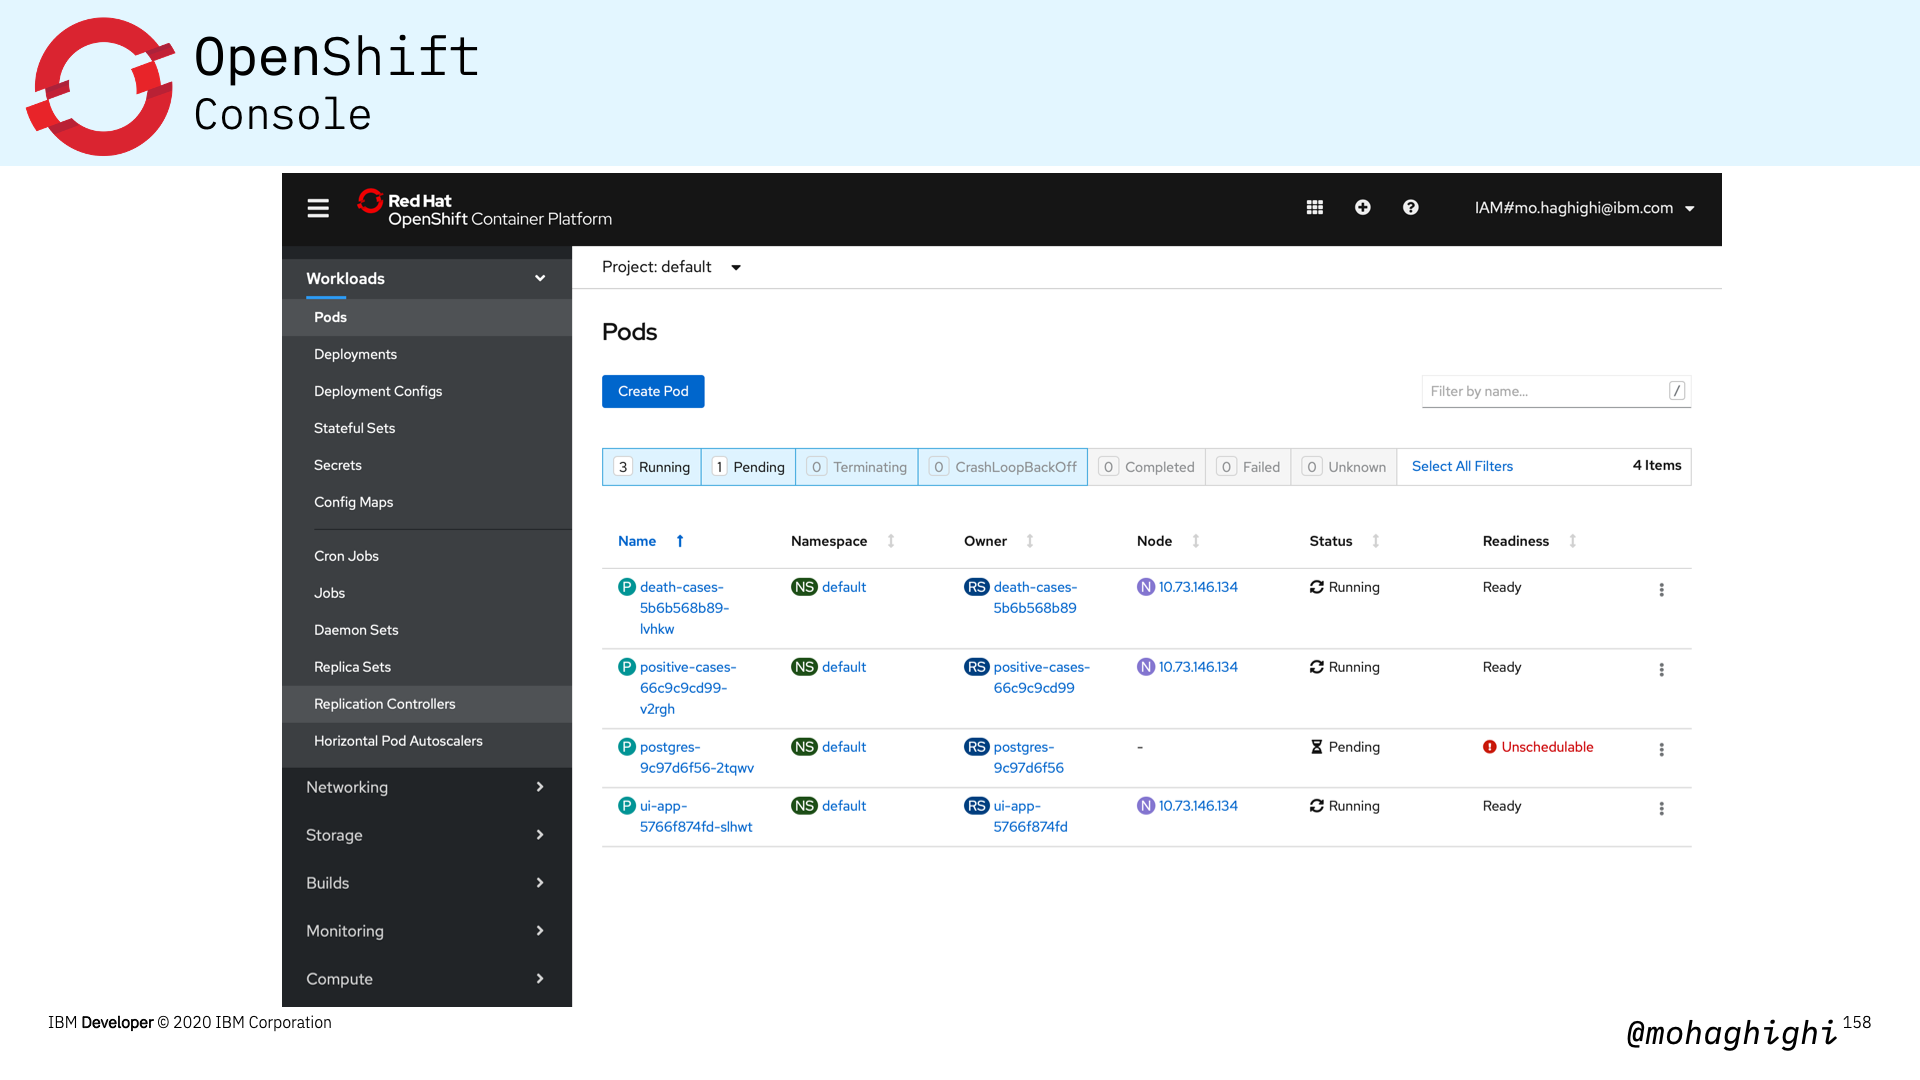 OpenShift
Console
Red Hat
OpenShift Container Platform
IAM#mo.haghighi@ibm.com
Workloads
Pods
Deployments
Deployment Configs
Stateful Sets
Secrets
Config Maps
Cron Jobs
Jobs
Daemon Sets
Replica Sets
Replication Controllers
Horizontal Pod Autoscalers
Networking
Storage
Builds
Monitoring
Compute
Project: default
Pods
Create Pod
Filter by name... /
3 Running 1 Pending 0 Terminating 0 CrashLoopBackOff 0 Completed 0 Failed 0 Unknown Select All Filters 4 Items
Name Namespace Owner Node Status Readiness
P death-cases- NS default RS death-cases- N 10.73.146.134 Running Ready
5b6b568b89- 5b6b568b89
lvhkw
P positive-cases- NS default RS positive-cases- N 10.73.146.134 Running Ready
66c9c9cd99- 66c9c9cd99
v2rgh
P postgres- NS default RS postgres- - Pending Unschedulable
9c97d6f56-2tqwv 9c97d6f56
P ui-app- NS default RS ui-app- N 10.73.146.134 Running Ready
5766f874fd-slhwt 5766f874fd
IBM Developer © 2020 IBM Corporation
@mohaghighi 158